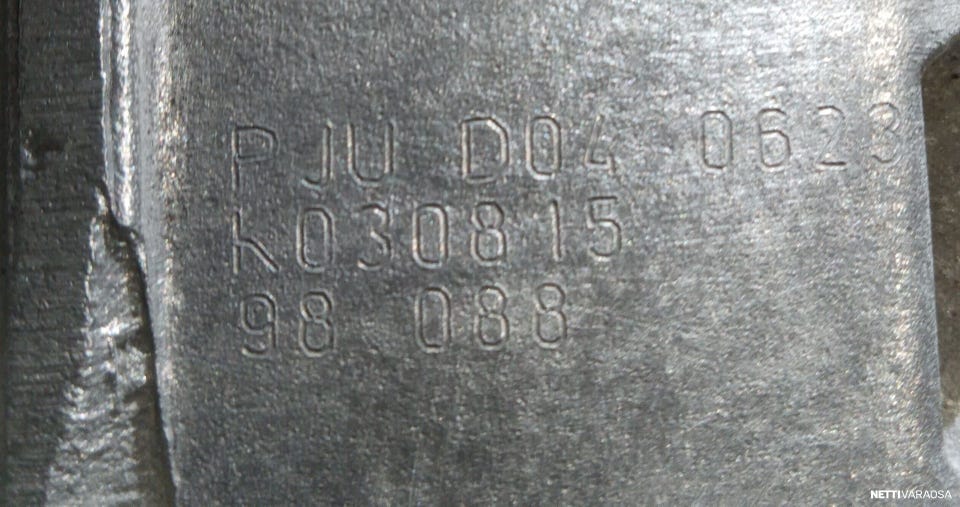 PJU D04 0623
K030815
98 088
NETTIVARAOSA